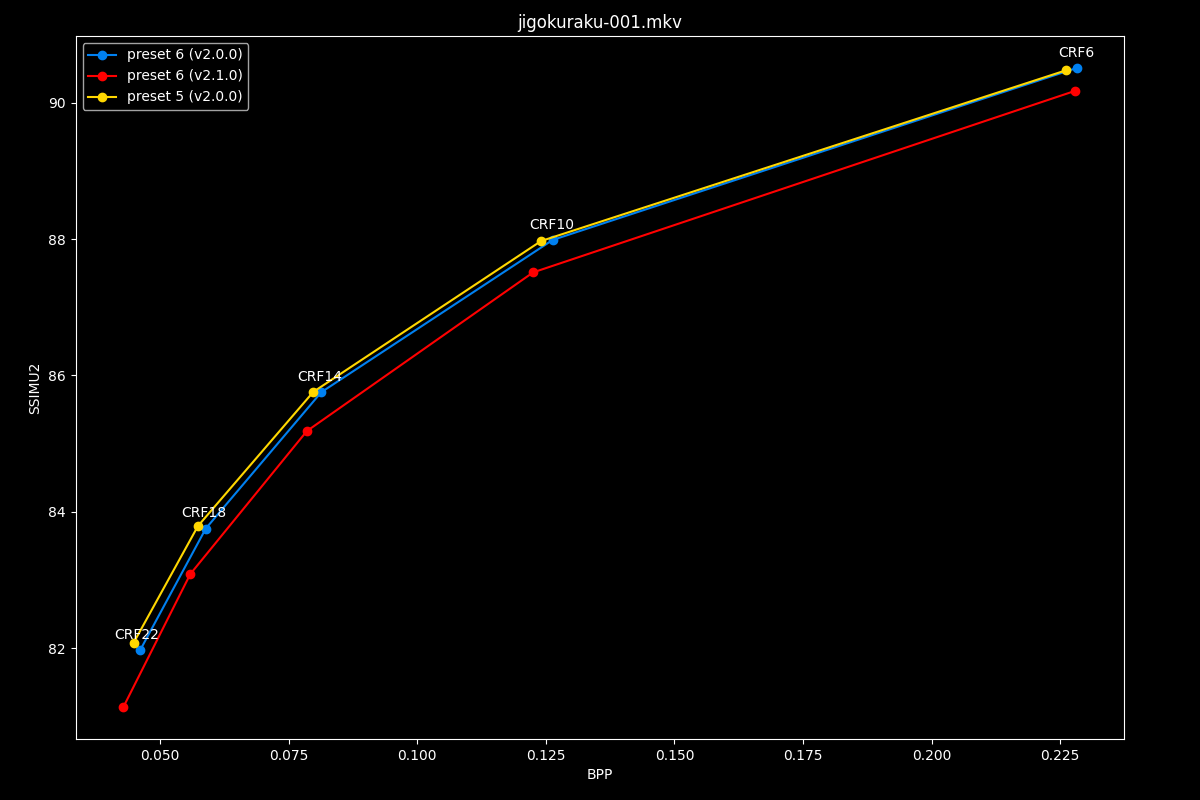 jigokuraku-001.mkv
preset 6 (v2.0.0)
preset 6 (v2.1.0)
preset 5 (v2.0.0)
CRF6
CRF10
CRF14
CRF18
CRF22
90
88
86
84
82
SSIMU2
0.050 0.075 0.100 0.125 0.150 0.175 0.200 0.225
BPP